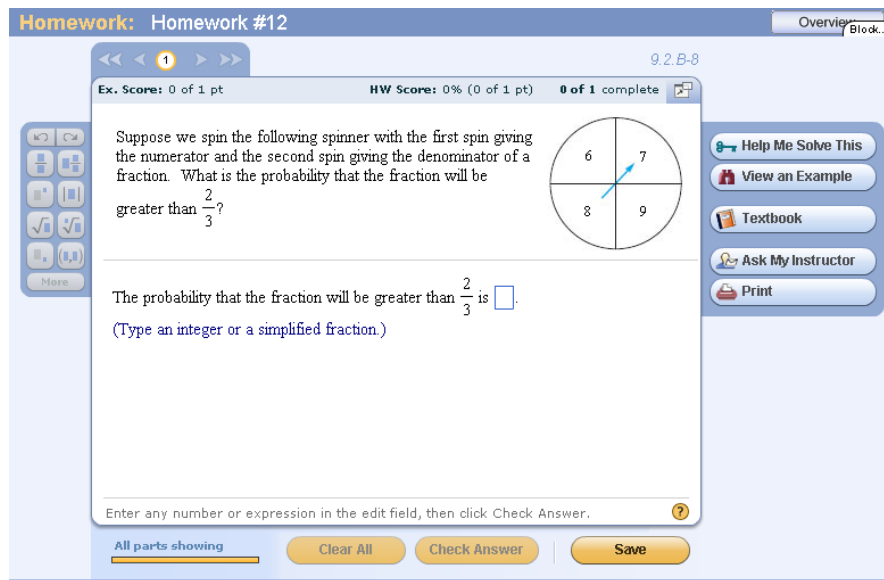 Homework: Homework #12
Overview
Block..
1
9.2.B-8
Ex. Score: 0 of 1 pt
HW Score: 0% (0 of 1 pt)
0 of 1 complete
Suppose we spin the following spinner with the first spin giving
the numerator and the second spin giving the denominator of a
fraction. What is the probability that the fraction will be
greater than 2/3?
6 7
8 9
The probability that the fraction will be greater than 2/3 is .
(Type an integer or a simplified fraction.)
More
Help Me Solve This
View an Example
Textbook
Ask My Instructor
Print
Enter any number or expression in the edit field, then click Check Answer.
?
All parts showing
Clear All
Check Answer
Save